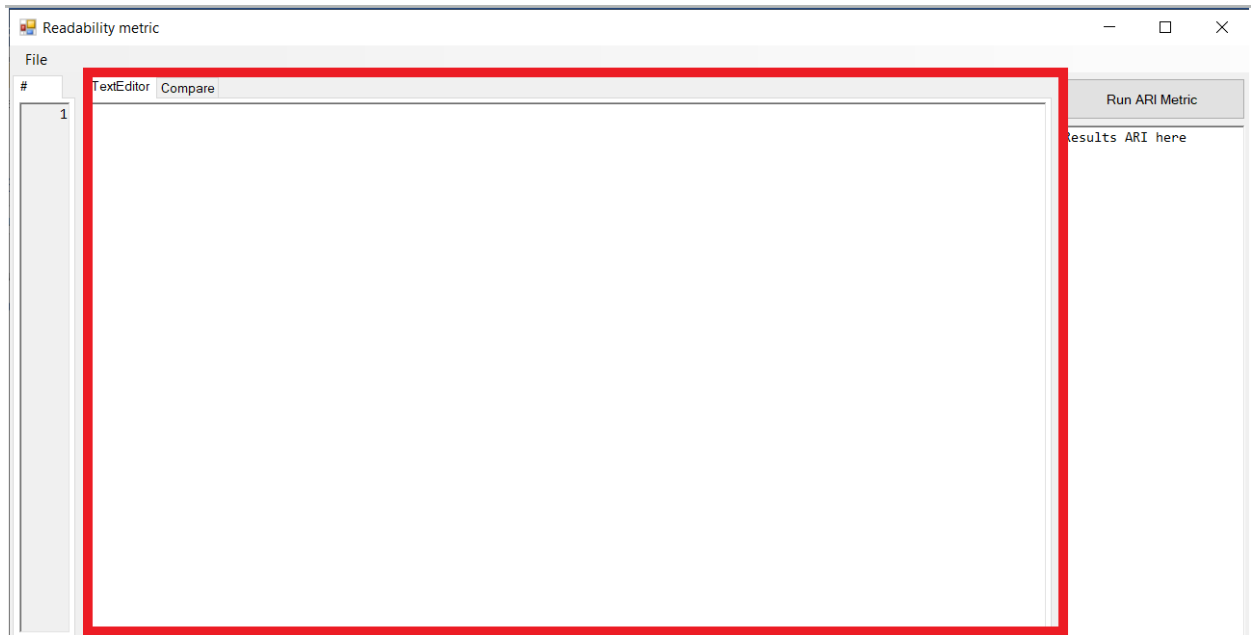 Readability metric
File
#
TextEditor Compare
Run ARI Metric
1
Results ARI here